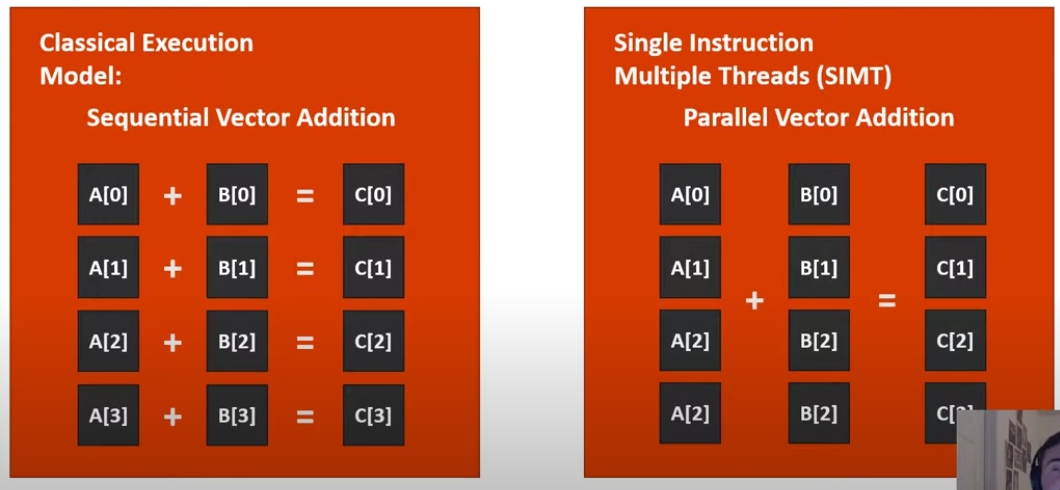 Classical Execution
Model:
Sequential Vector Addition
A[0] + B[0] = C[0]
A[1] + B[1] = C[1]
A[2] + B[2] = C[2]
A[3] + B[3] = C[3]
Single Instruction
Multiple Threads (SIMT)
Parallel Vector Addition
A[0] B[0] C[0]
A[1] B[1] C[1]
+ =
A[2] B[2] C[2]
A[2] B[2]